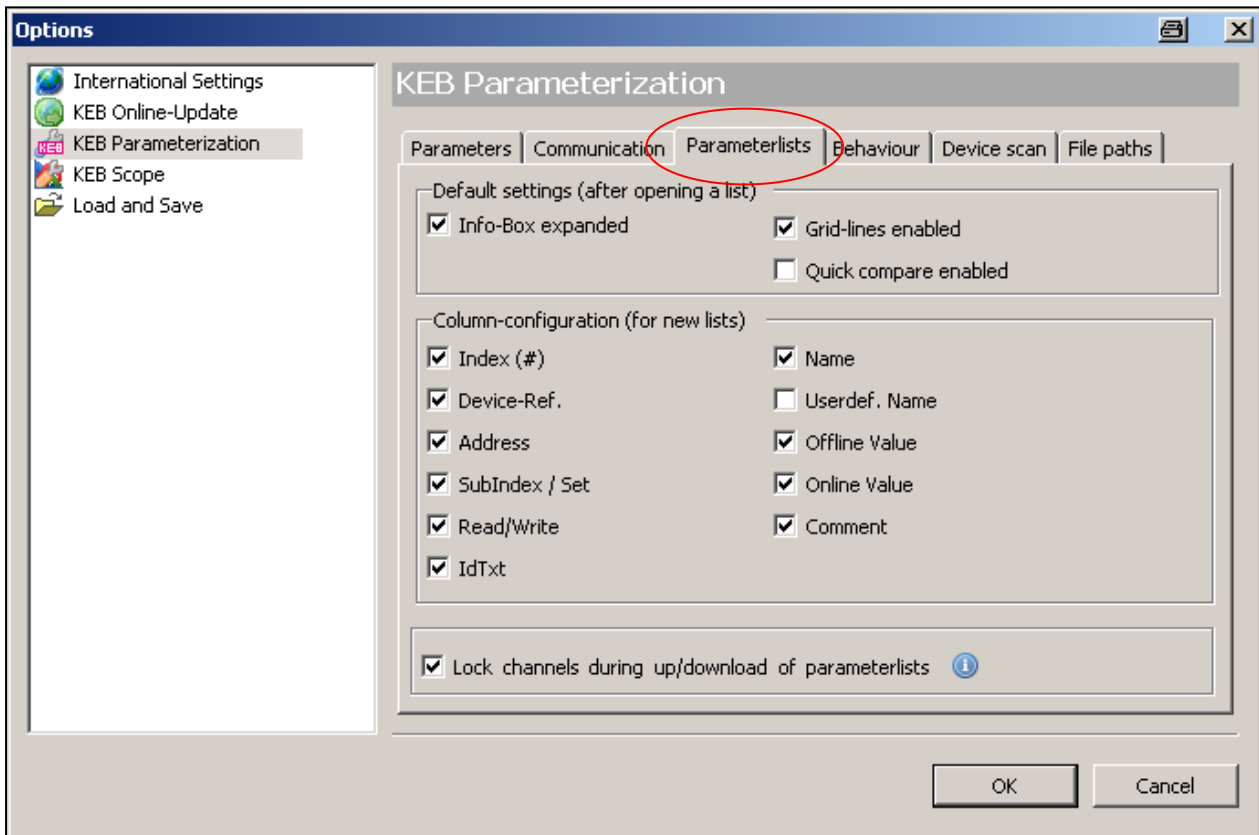 Options
International Settings
KEB Online-Update
KEB Parameterization
KEB Scope
Load and Save
KEB Parameterization
Parameters Communication Parameterlists Behaviour Device scan File paths
Default settings (after opening a list)
Info-Box expanded
Grid-lines enabled
Quick compare enabled
Column-configuration (for new lists)
Index (#)
Device-Ref.
Address
SubIndex / Set
Read/Write
IdTxt
Name
Userdef. Name
Offline Value
Online Value
Comment
Lock channels during up/download of parameterlists
OK Cancel